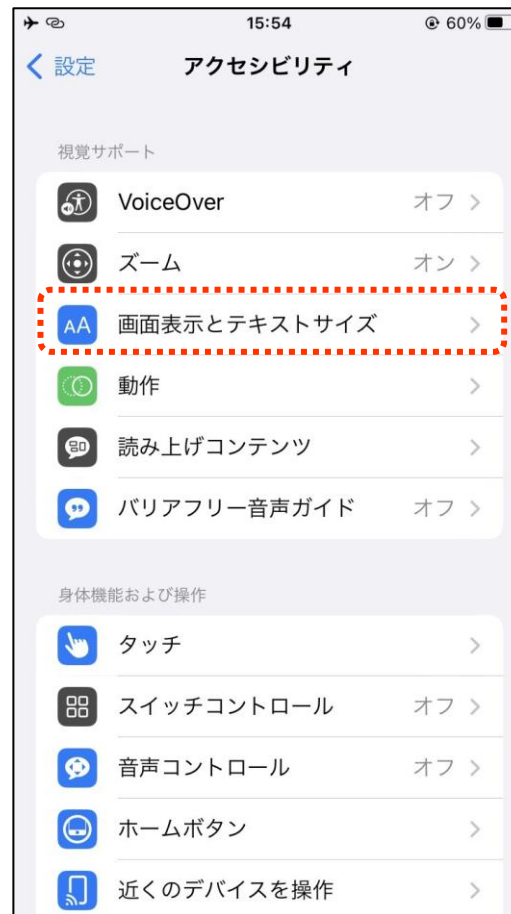 15:54
60%
設定
アクセシビリティ
視覚サポート
VoiceOver オフ
ズーム オン
AA 画面表示とテキストサイズ
動作
読み上げコンテンツ
バリアフリー音声ガイド オフ
身体機能および操作
タッチ
スイッチコントロール オフ
音声コントロール オフ
ホームボタン
近くのデバイスを操作